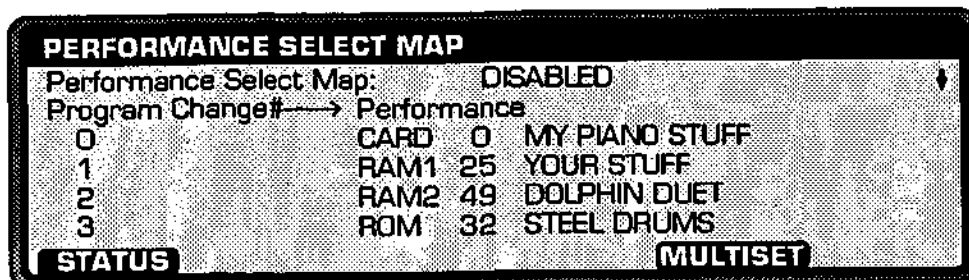 PERFORMANCE SELECT MAP
Performance Select Map: DISABLED
Program Change#→ Performance
0 CARD 0 MY PIANO STUFF
1 RAM1 25 YOUR STUFF
2 RAM2 49 DOLPHIN DUET
3 ROM 32 STEEL DRUMS
STATUS MULTISET